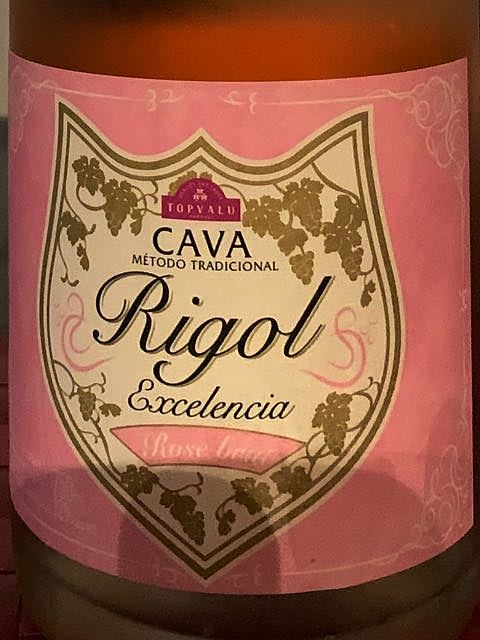 TOPVALU
CAVA
MÉTODO TRADICIONAL
Rigol
Excelencia
Rose brut